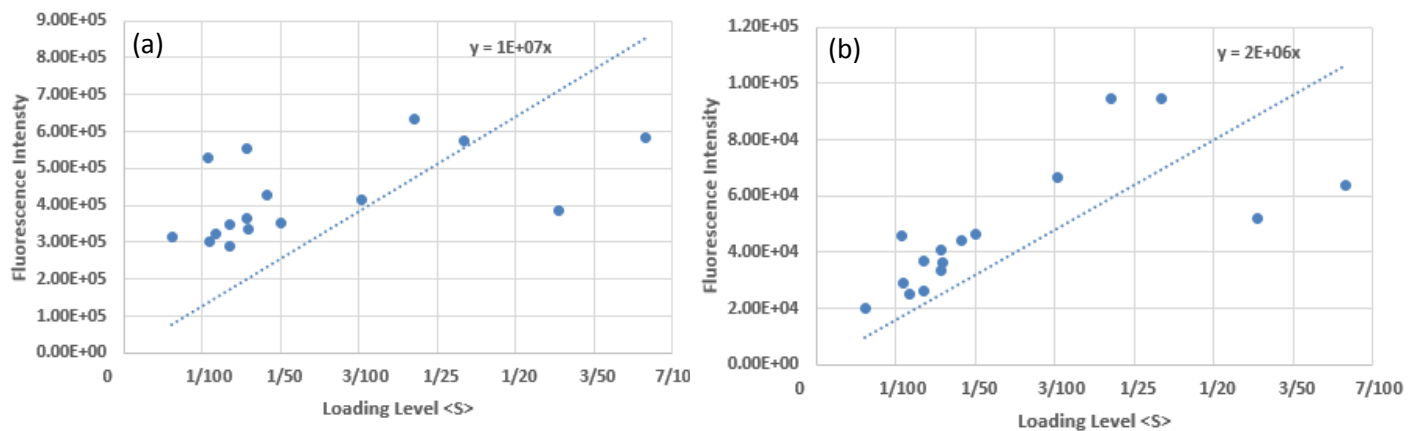 (a)
y = 1E+07x
9.00E+05
8.00E+05
7.00E+05
6.00E+05
5.00E+05
4.00E+05
3.00E+05
2.00E+05
1.00E+05
0.00E+00
Fluorescence Intensty
0 1/100 1/50 3/100 1/25 1/20 3/50 7/10
Loading Level <S>
(b)
y = 2E+06x
1.20E+05
1.00E+05
8.00E+04
6.00E+04
4.00E+04
2.00E+04
0.00E+00
Fluorescence Intensity
0 1/100 1/50 3/100 1/25 1/20 3/50 7/100
Loading Level <S>